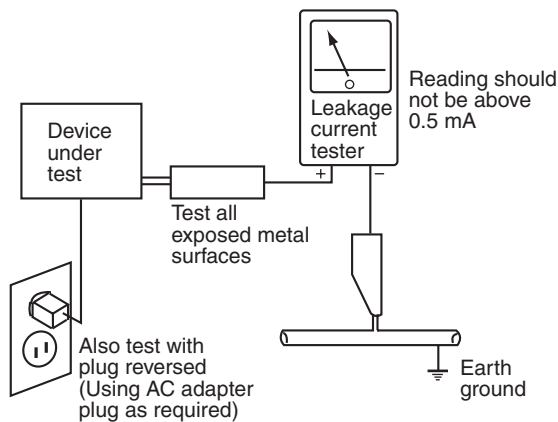 Device
under
test
Leakage
current
tester
+
−
Reading should
not be above
0.5 mA
Test all
exposed metal
surfaces
Also test with
plug reversed
(Using AC adapter
plug as required)
Earth
ground